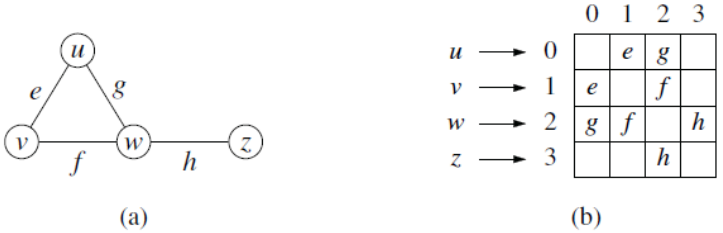 u
e
g
v
w
z
f
h
(a)
0 1 2 3
u 0 e g
v 1 e f
w 2 g f h
z 3 h
(b)